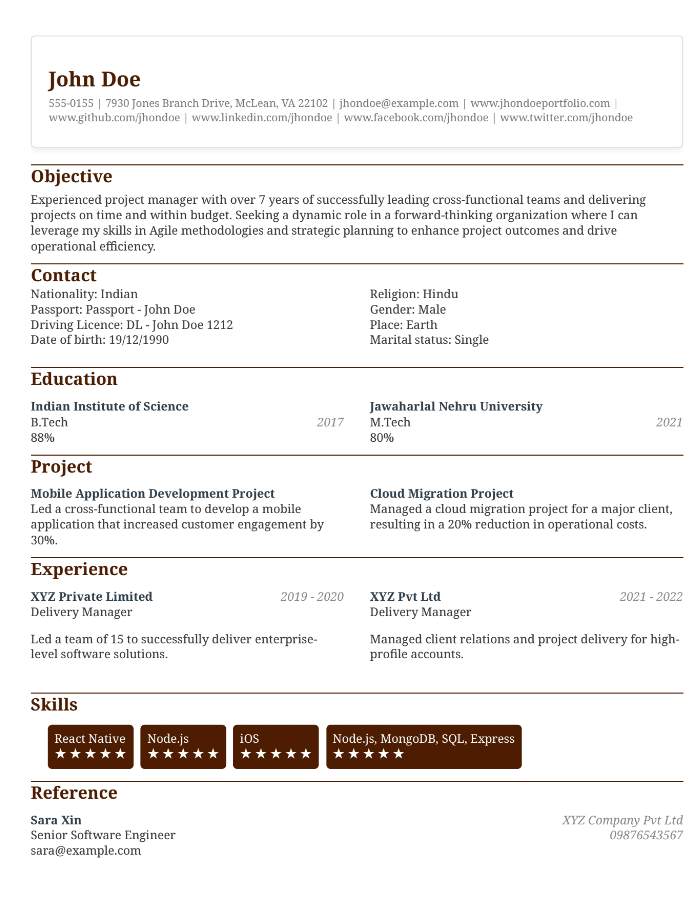 John Doe
555-0155 | 7930 Jones Branch Drive, McLean, VA 22102 | jhondoe@example.com | www.jhondoeportfolio.com |
www.github.com/jhondoe | www.linkedin.com/jhondoe | www.facebook.com/jhondoe | www.twitter.com/jhondoe
Objective
Experienced project manager with over 7 years of successfully leading cross-functional teams and delivering
projects on time and within budget. Seeking a dynamic role in a forward-thinking organization where I can
leverage my skills in Agile methodologies and strategic planning to enhance project outcomes and drive
operational efficiency.
Contact
Nationality: Indian
Passport: Passport - John Doe
Driving Licence: DL - John Doe 1212
Date of birth: 19/12/1990
Religion: Hindu
Gender: Male
Place: Earth
Marital status: Single
Education
Indian Institute of Science
B.Tech 2017
88%
Jawaharlal Nehru University
M.Tech 2021
80%
Project
Mobile Application Development Project
Led a cross-functional team to develop a mobile
application that increased customer engagement by
30%.
Cloud Migration Project
Managed a cloud migration project for a major client,
resulting in a 20% reduction in operational costs.
Experience
XYZ Private Limited 2019 - 2020
Delivery Manager
Led a team of 15 to successfully deliver enterprise-
level software solutions.
XYZ Pvt Ltd 2021 - 2022
Delivery Manager
Managed client relations and project delivery for high-
profile accounts.
Skills
React Native
★★★★★
Node.js
★★★★★
iOS
★★★★★
Node.js, MongoDB, SQL, Express
★★★★★
Reference
Sara Xin XYZ Company Pvt Ltd
Senior Software Engineer 09876543567
sara@example.com